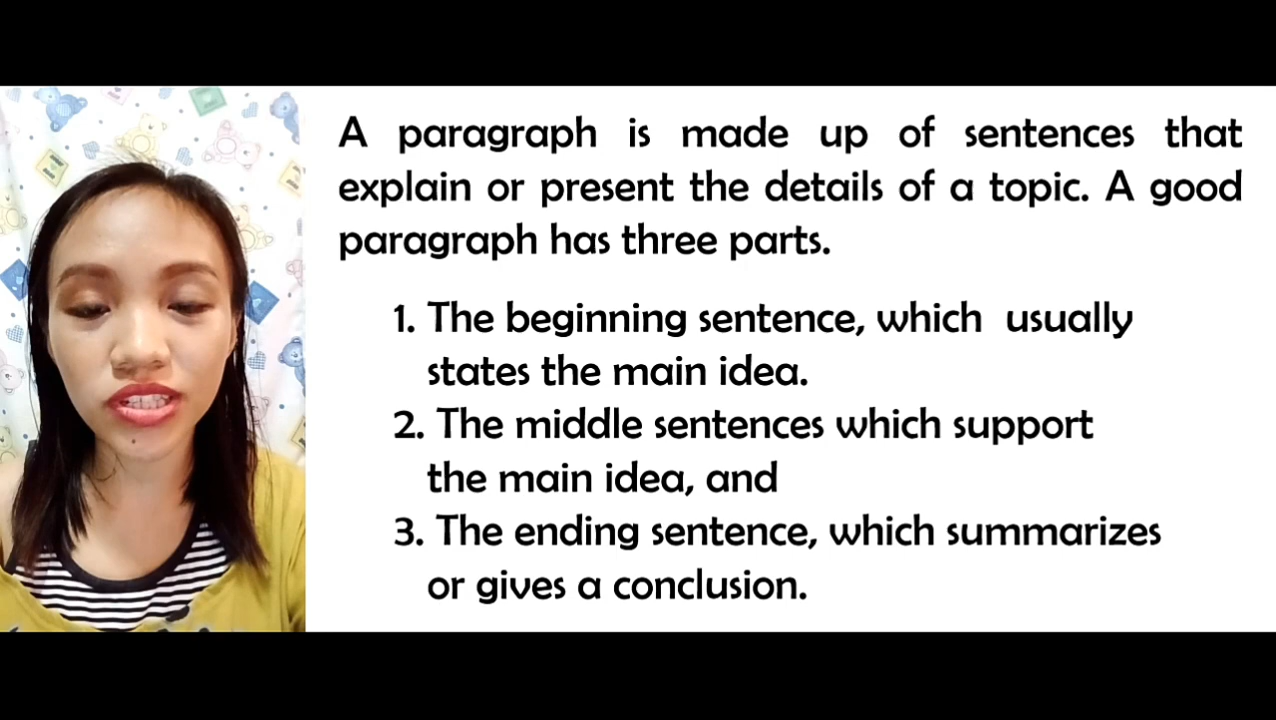 A paragraph is made up of sentences that
explain or present the details of a topic. A good
paragraph has three parts.
1. The beginning sentence, which usually
states the main idea.
2. The middle sentences which support
the main idea, and
3. The ending sentence, which summarizes
or gives a conclusion.